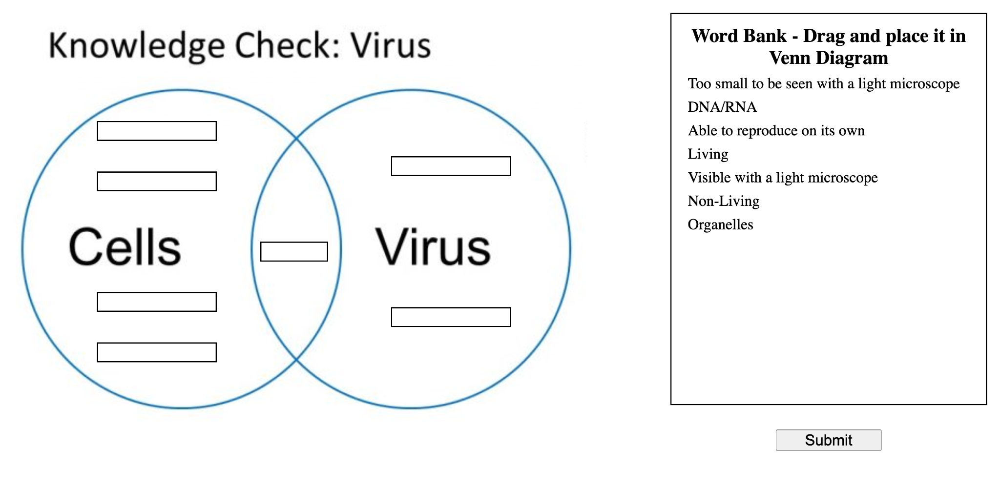 Knowledge Check: Virus
Cells
Virus
Word Bank - Drag and place it in
Venn Diagram
Too small to be seen with a light microscope
DNA/RNA
Able to reproduce on its own
Living
Visible with a light microscope
Non-Living
Organelles
Submit